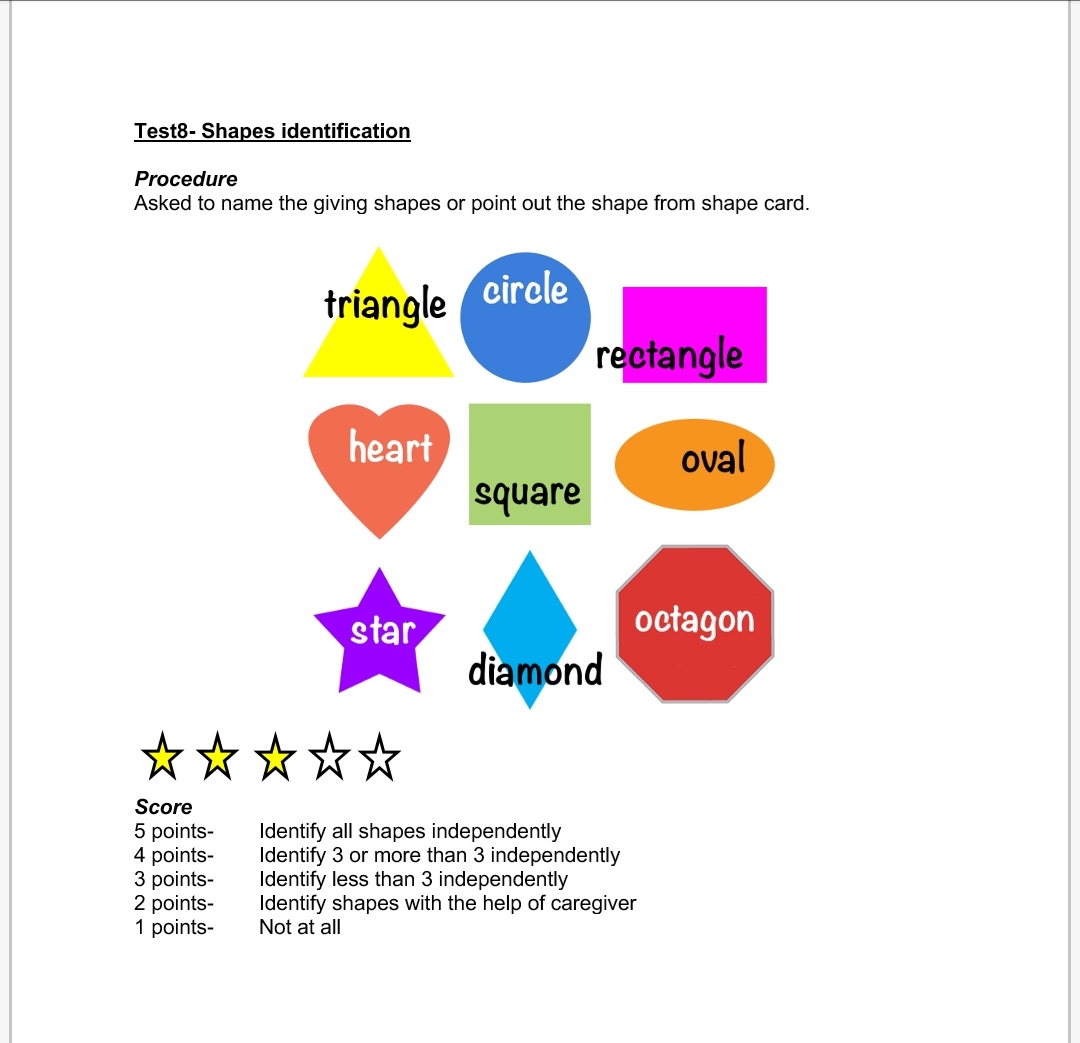 Test8- Shapes identification
Procedure
Asked to name the giving shapes or point out the shape from shape card.
triangle
circle
rectangle
heart
square
oval
star
diamond
octagon
Score
5 points- Identify all shapes independently
4 points- Identify 3 or more than 3 independently
3 points- Identify less than 3 independently
2 points- Identify shapes with the help of caregiver
1 points- Not at all